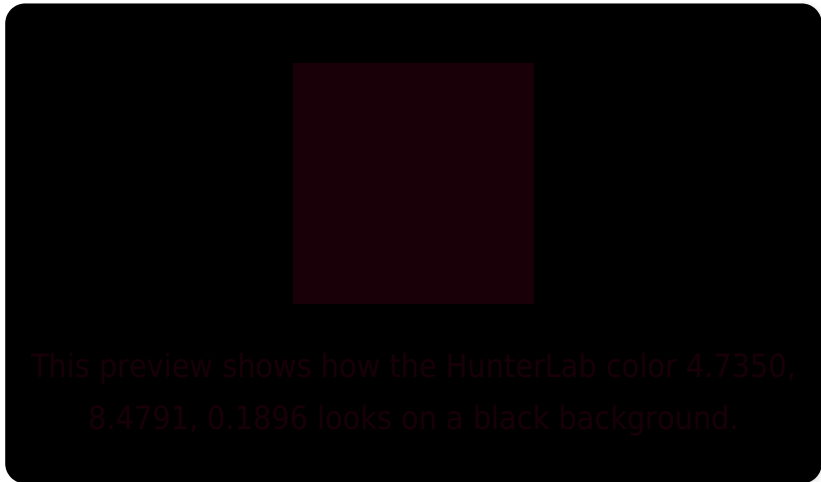 This preview shows how the HunterLab color 4.7350,
8.4791, 0.1896 looks on a black background.